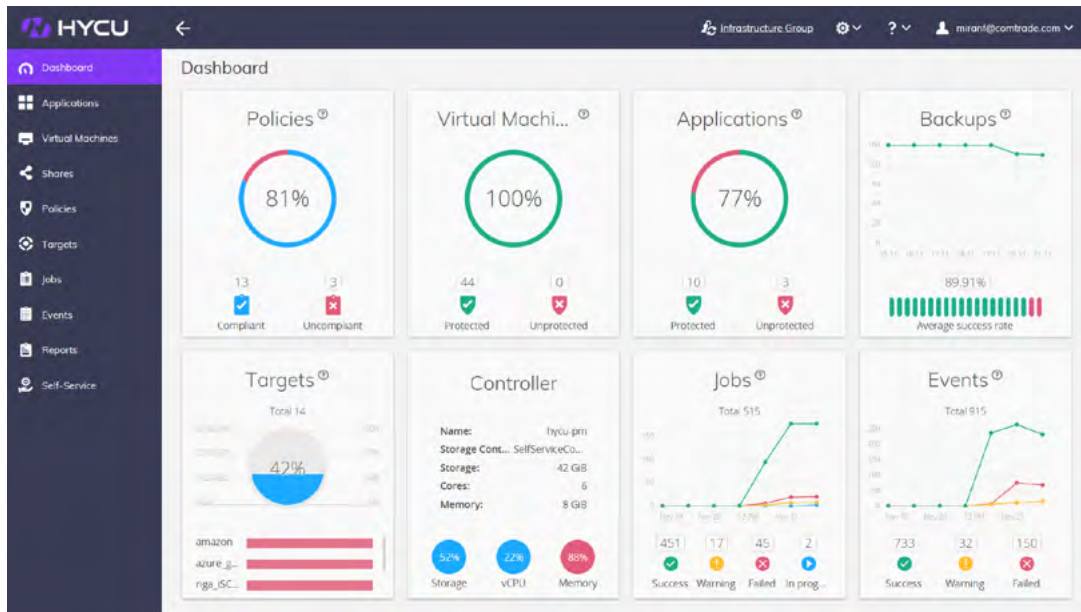 HYCU
Infrastructure Group
?
miranf@comtrade.com
Dashboard
Applications
Virtual Machines
Shares
Policies
Targets
Jobs
Events
Reports
Self-Service
Dashboard
Policies
81%
13
3
Compliant
Uncompliant
Virtual Machi...
100%
44
0
Protected
Unprotected
Applications
77%
10
3
Protected
Unprotected
Backups
89.91%
Average success rate
Targets
Total 14
42%
amazon
azure_g...
Controller
Name: hycu-pm
Storage Cont... SelfServiceCo...
Storage: 42 GiB
Cores: 6
Memory: 8 GiB
52% 22% 88%
Storage vCPU Memory
Jobs
Total 515
451 17 45 2
Success Warning Failed In prog...
Events
Total 915
733 32 150
Success Warning Failed